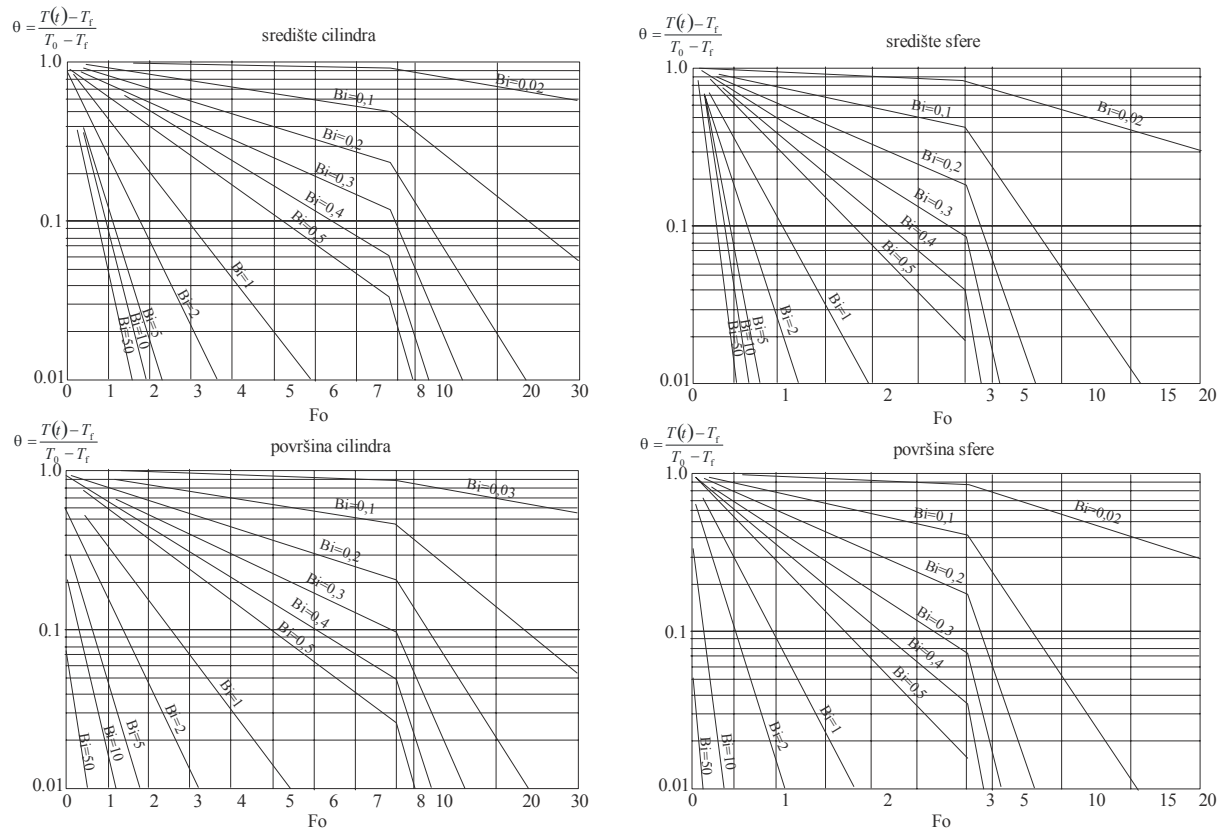 θ = T(t) – T_f / T_0 – T_f
središte cilindra
1.0
0.1
0.01
Bi=0,02
Bi=0,1
Bi=0,2
Bi=0,3
Bi=0,4
Bi=0,5
Bi=1
Bi=2
Bi=5
Bi=10
Bi=50
0 1 2 3 4 5 6 7 8 10 20 30
Fo
θ = T(t) – T_f / T_0 – T_f
središte sfere
1.0
0.1
0.01
Bi=0,02
Bi=0,1
Bi=0,2
Bi=0,3
Bi=0,4
Bi=0,5
Bi=1
Bi=2
Bi=5
Bi=10
Bi=50
0 1 2 3 5 10 15 20
Fo
θ = T(t) – T_f / T_0 – T_f
površina cilindra
1.0
0.1
0.01
Bi=0,03
Bi=0,1
Bi=0,2
Bi=0,3
Bi=0,4
Bi=0,5
Bi=1
Bi=2
Bi=5
Bi=10
Bi=50
0 1 2 3 4 5 6 7 8 10 20 30
Fo
θ = T(t) – T_f / T_0 – T_f
površina sfere
1.0
0.1
0.01
Bi=0,02
Bi=0,1
Bi=0,2
Bi=0,3
Bi=0,4
Bi=0,5
Bi=1
Bi=2
Bi=10
Bi=50
0 1 2 3 5 10 15 20
Fo